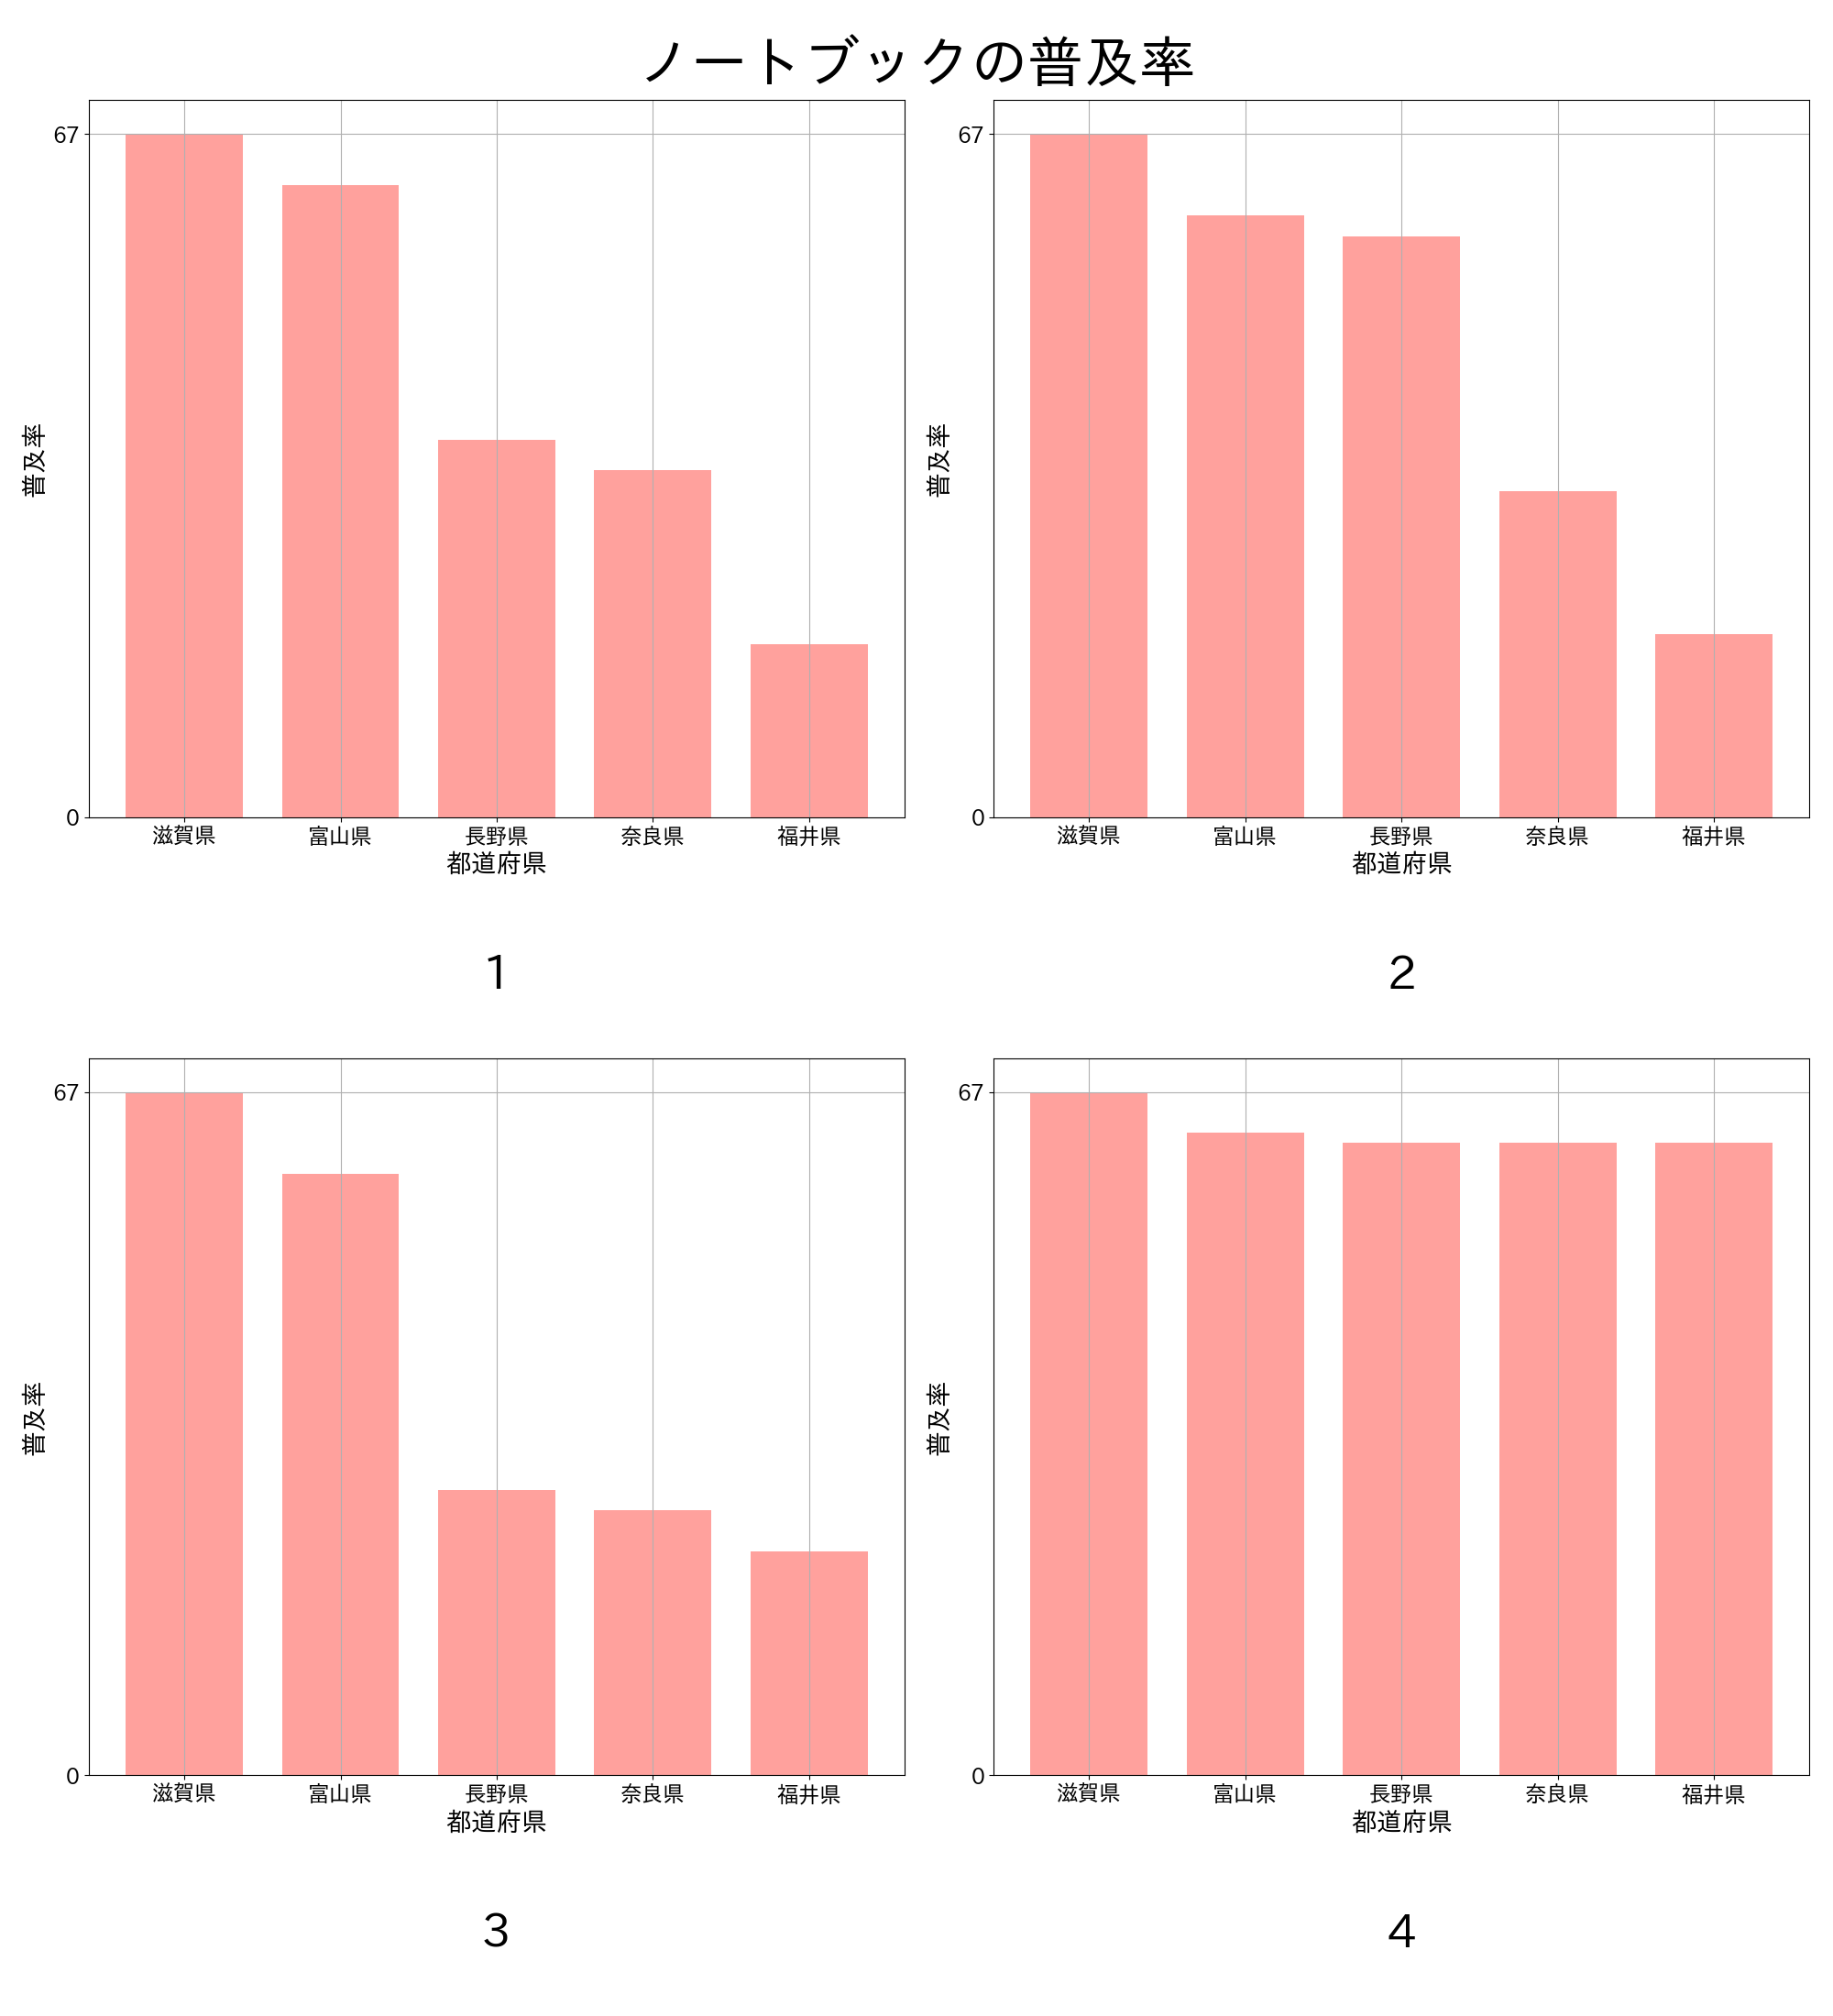 ノートブックの普及率
67
0
普及率
滋賀県 富山県 長野県 奈良県 福井県
都道府県
1
67
0
普及率
滋賀県 富山県 長野県 奈良県 福井県
都道府県
2
67
0
普及率
滋賀県 富山県 長野県 奈良県 福井県
都道府県
3
67
0
普及率
滋賀県 富山県 長野県 奈良県 福井県
都道府県
4